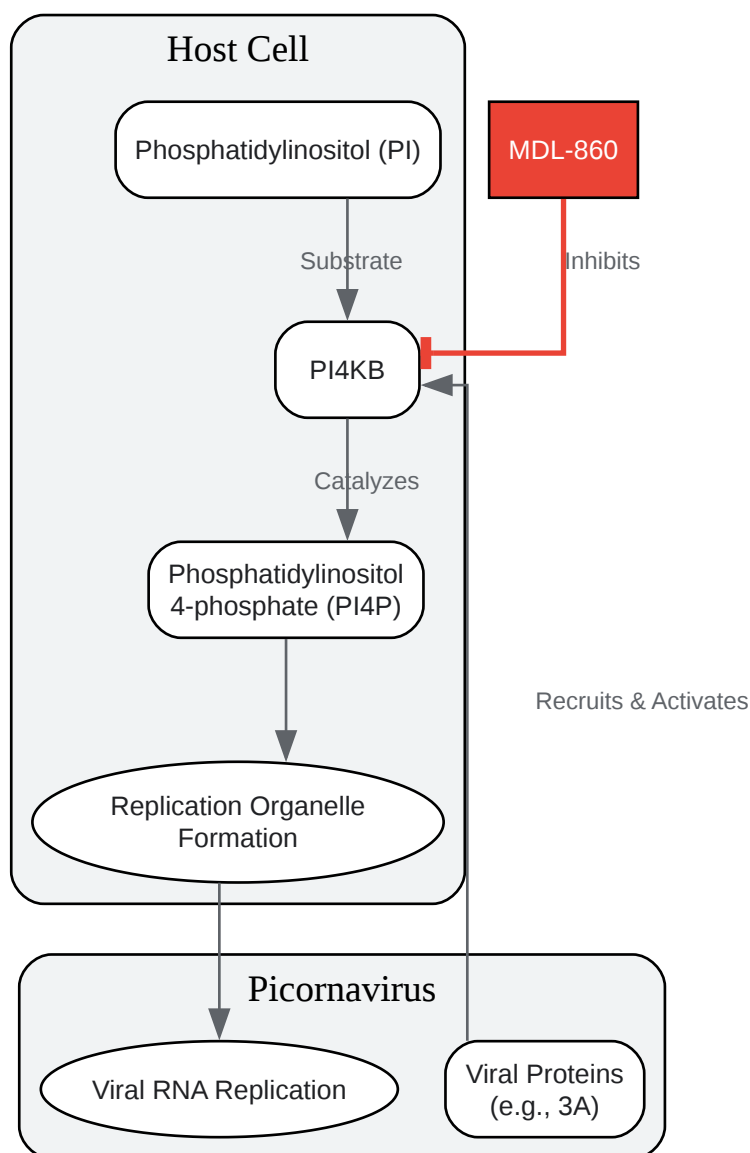 Host Cell
Phosphatidylinositol (PI)
MDL-860
Substrate
Inhibits
PI4KB
Catalyzes
Phosphatidylinositol
4-phosphate (PI4P)
Recruits & Activates
Replication Organelle
Formation
Picornavirus
Viral RNA Replication
Viral Proteins
(e.g., 3A)